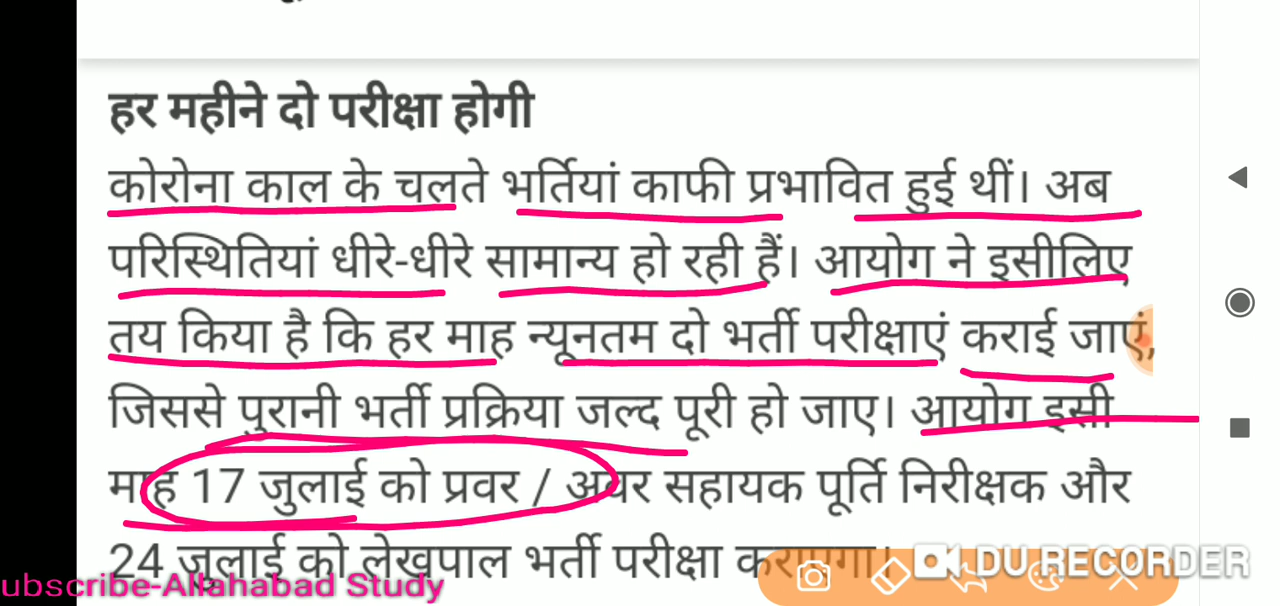 हर महीने दो परीक्षा होगी
कोरोना काल के चलते भर्तियां काफी प्रभावित हुई थीं। अब
परिस्थितियां धीरे-धीरे सामान्य हो रही हैं। आयोग ने इसीलिए
तय किया है कि हर माह न्यूनतम दो भर्ती परीक्षाएं कराई जाएं,
जिससे पुरानी भर्ती प्रक्रिया जल्द पूरी हो जाए। आयोग इसी
माह 17 जुलाई को प्रवर / अवर सहायक पूर्ति निरीक्षक और
24 जुलाई को लेखपाल भर्ती परीक्षा कराएगा।
DU RECORDER
ubscribe-Allahabad Study